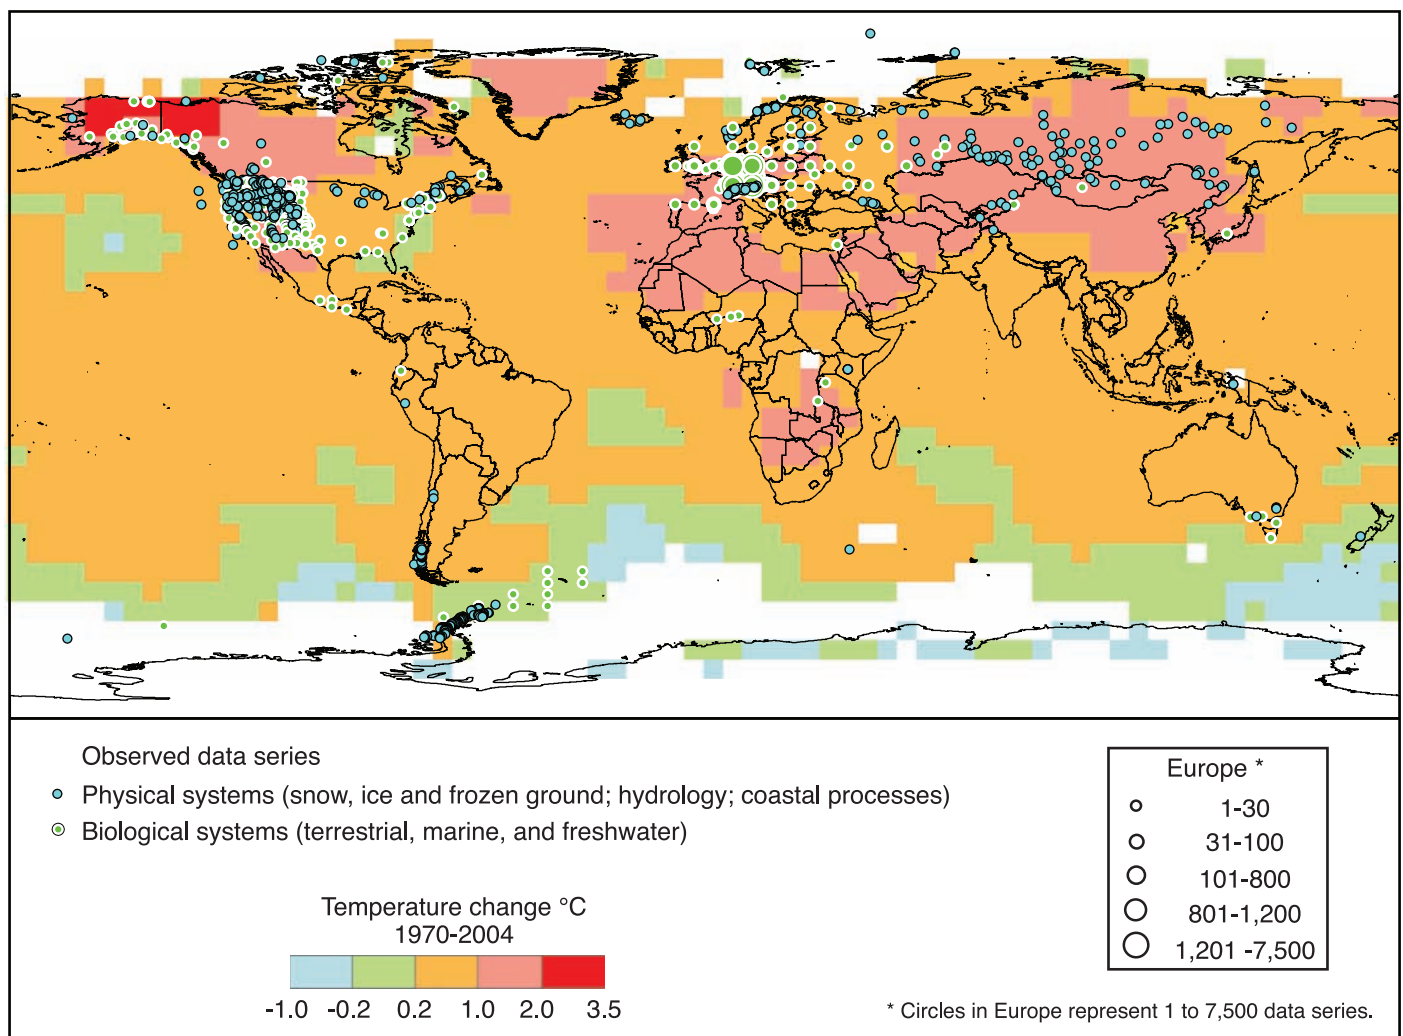 Observed data series
Physical systems (snow, ice and frozen ground; hydrology; coastal processes)
Biological systems (terrestrial, marine, and freshwater)
Temperature change °C
1970-2004
-1.0 -0.2 0.2 1.0 2.0 3.5
Europe *
1-30
31-100
101-800
801-1,200
1,201 -7,500
* Circles in Europe represent 1 to 7,500 data series.